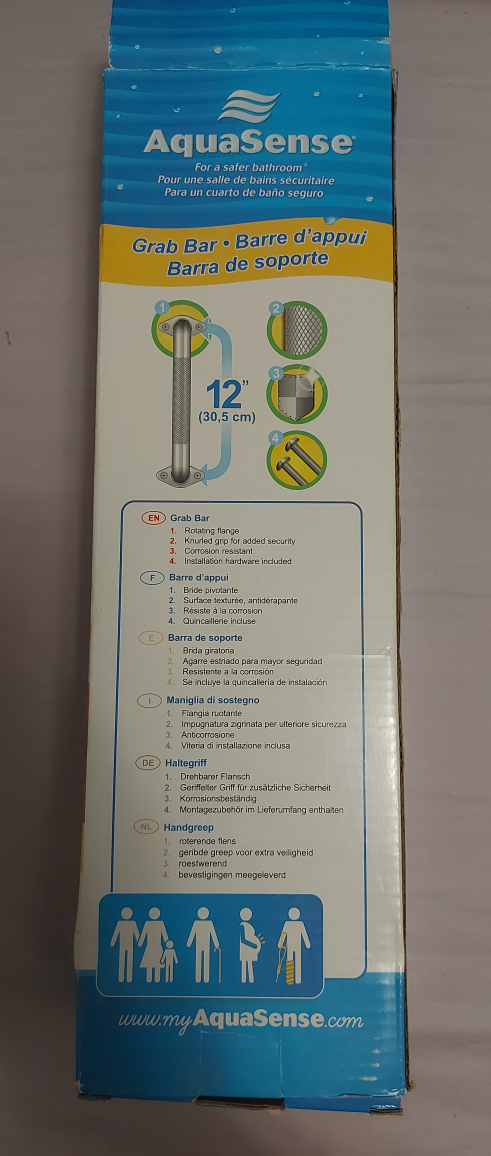 AquaSense®
For a safer bathroom®
Pour une salle de bains sécuritaire
Para un cuarto de baño seguro
Grab Bar • Barre d'appui
Barra de soporte
1
2
12"
(30,5 cm)
3
4
EN Grab Bar
1. Rotating flange
2. Knurled grip for added security
3. Corrosion resistant
4. Installation hardware included
F Barre d'appui
1. Bride pivotante
2. Surface texturée, antidérapante
3. Résiste à la corrosion
4. Quincaillerie incluse
E Barra de soporte
1. Brida giratoria
2. Agarre estriado para mayor seguridad
3. Resistente a la corrosión
4. Se incluye la quincallería de instalación
I Maniglia di sostegno
1. Flangia ruotante
2. Impugnatura zigrinata per ulteriore sicurezza
3. Anticorrosione
4. Viteria di installazione inclusa
DE Haltegriff
1. Drehbarer Flansch
2. Geriffelter Griff für zusätzliche Sicherheit
3. Korrosionsbeständig
4. Montagezubehör im Lieferumfang enthalten
NL Handgreep
1. roterende flens
2. geribde greep voor extra veiligheid
3. roestwerend
4. bevestigingen meegeleverd
www.myAquaSense.com